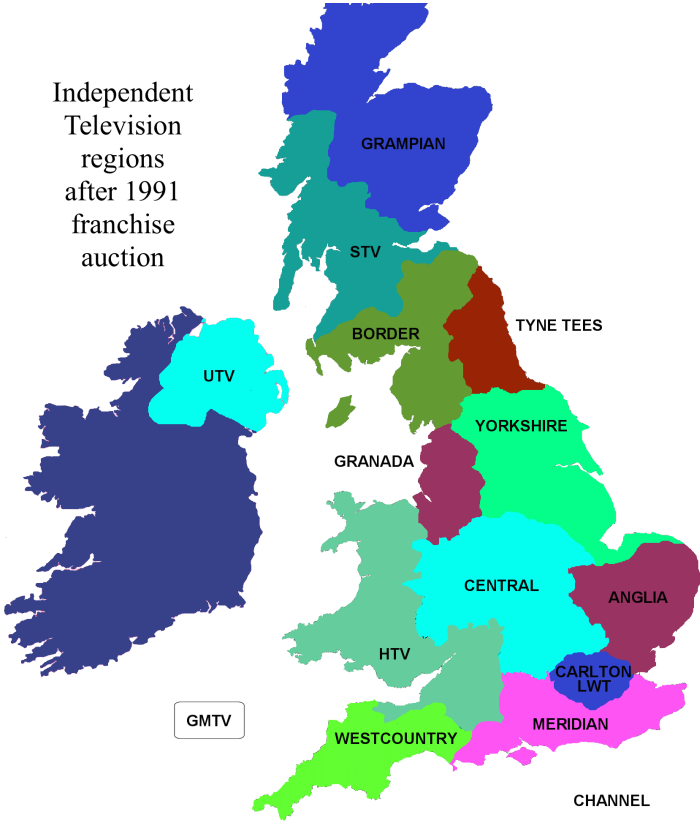 Independent
Television
regions
after 1991
franchise
auction
GRAMPIAN
STV
BORDER
TYNE TEES
UTV
YORKSHIRE
GRANADA
CENTRAL
ANGLIA
HTV
CARLTON
LWT
GMTV
WESTCOUNTRY
MERIDIAN
CHANNEL